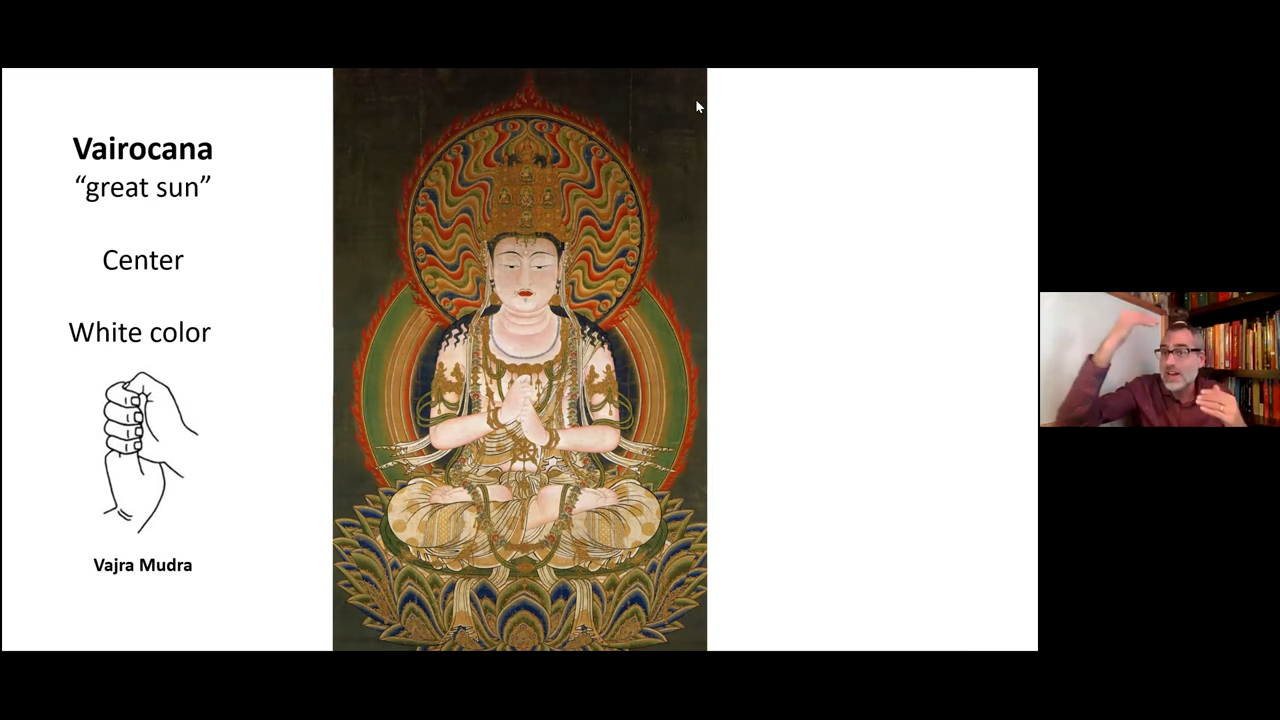 Vairocana
“great sun”
Center
White color
Vajra Mudra